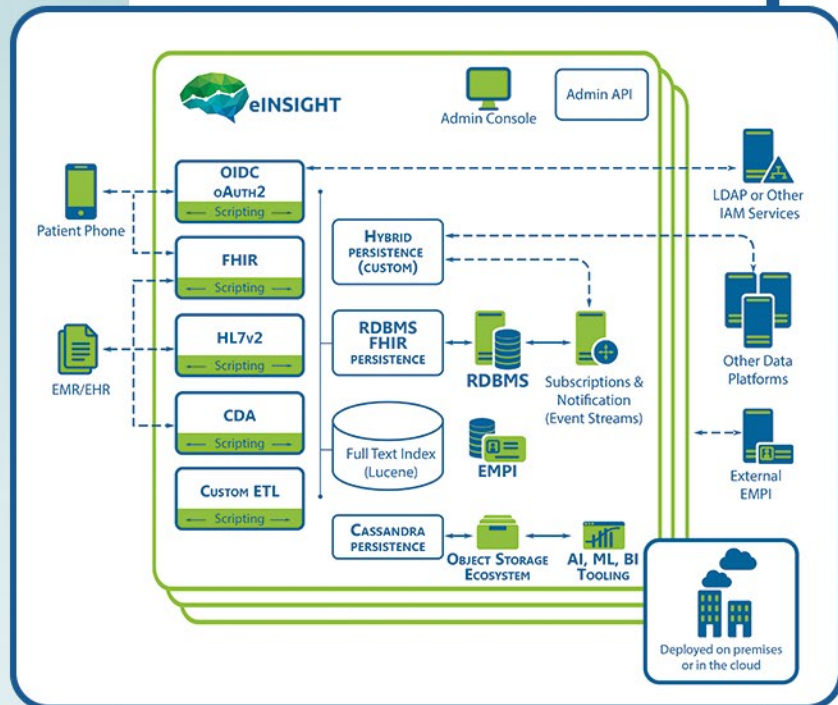 eINSIGHT
Admin Console
Admin API
OIDC
OAUTH2
Scripting
Patient Phone
LDAP or Other
IAM Services
FHIR
Scripting
HYBRID
PERSISTENCE
(CUSTOM)
HL7v2
Scripting
RDBMS
FHIR
PERSISTENCE
RDBMS
Subscriptions &
Notification
(Event Streams)
Other Data
Platforms
EMR/EHR
CDA
Scripting
Full Text Index
(Lucene)
EMPI
External
EMPI
CUSTOM ETL
Scripting
CASSANDRA
PERSISTENCE
OBJECT STORAGE
ECOSYSTEM
AI, ML, BI
TOOLING
Deployed on premises
or in the cloud